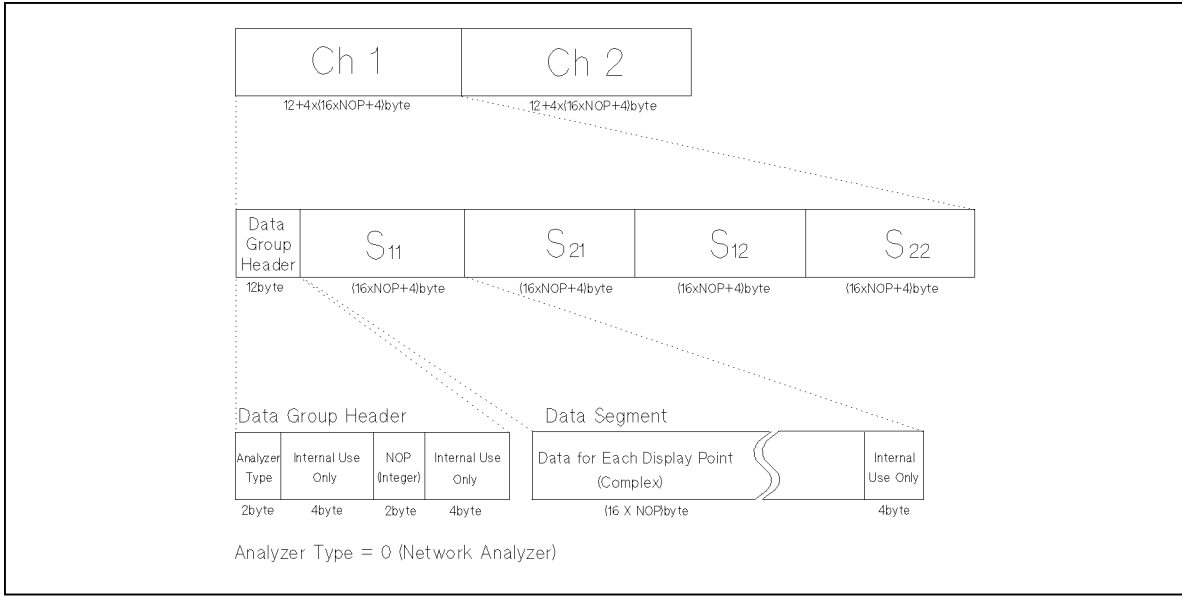 Ch 1 Ch 2
12+4x(16xNOP+4)byte 12+4x(16xNOP+4)byte
Data
Group
Header
S11 S21 S12 S22
12byte (16xNOP+4)byte (16xNOP+4)byte (16xNOP+4)byte (16xNOP+4)byte
Data Group Header
Analyzer
Type
Internal Use
Only
NOP
(Integer)
Internal Use
Only
2byte 4byte 2byte 4byte
Data Segment
Data for Each Display Point
(Complex)
Internal
Use Only
(16 X NOP)byte 4byte
Analyzer Type = 0 (Network Analyzer)